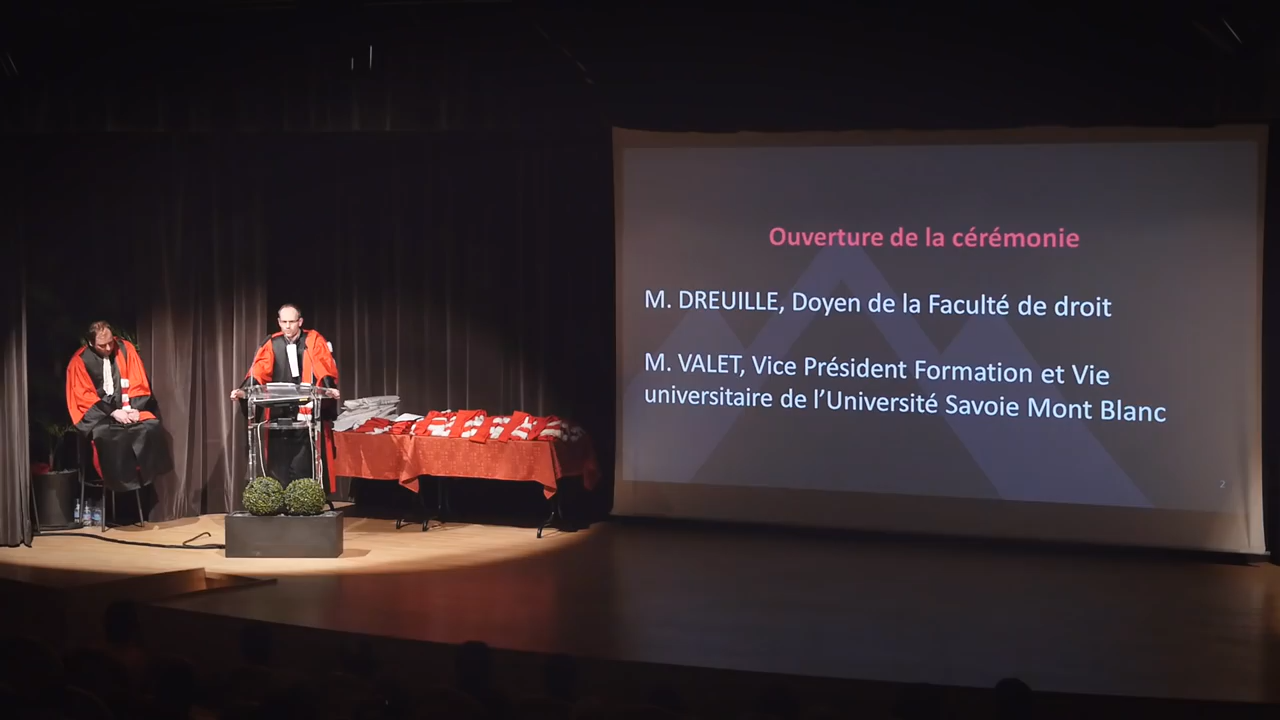 Ouverture de la cérémonie
M. DREUILLE, Doyen de la Faculté de droit
M. VALET, Vice Président Formation et Vie
universitaire de l’Université Savoie Mont Blanc
2